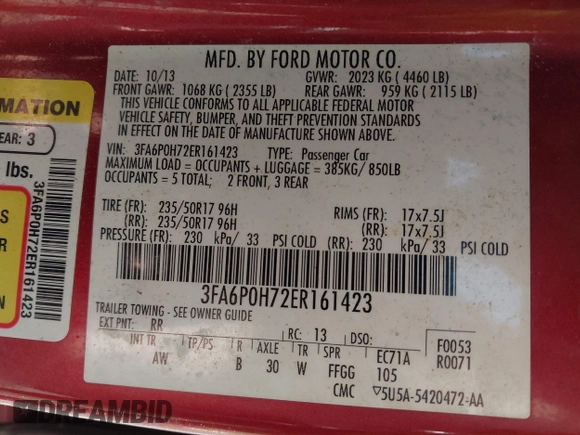 MFD. BY FORD MOTOR CO.
DATE: 10/13 GVWR: 2023 KG ( 4460 LB)
FRONT GAWR: 1068 KG ( 2355 LB) REAR GAWR: 959 KG ( 2115 LB)
THIS VEHICLE CONFORMS TO ALL APPLICABLE FEDERAL MOTOR
VEHICLE SAFETY, BUMPER, AND THEFT PREVENTION STANDARDS
IN EFFECT ON THE DATE OF MANUFACTURE SHOWN ABOVE.
VIN: 3FA6P0H72ER161423 TYPE: Passenger Car
MAXIMUM LOAD = OCCUPANTS + LUGGAGE = 385KG/ 850LB
OCCUPANTS = 5 TOTAL; 2 FRONT, 3 REAR
TIRE (FR): 235/50R17 96H RIMS (FR): 17x7.5J
(RR): 235/50R17 96H (RR): 17x7.5J
PRESSURE (FR): 230 kPa/ 33 PSI COLD (RR): 230 kPa/ 33 PSI COLD
3FA6P0H72ER161423
TRAILER TOWING - SEE OWNER GUIDE
EXT PNT: RR RC: 13 DSO: F0053
INT TR TP/PS R AXLE TR SPR EC71A R0071
AW B 30 W FFGG 105
CMC ▽5U5A-5420472-AA
MATION
EAR: 3
lbs.
S
R
G
3FA6P0H72ER161423
DREAMBID